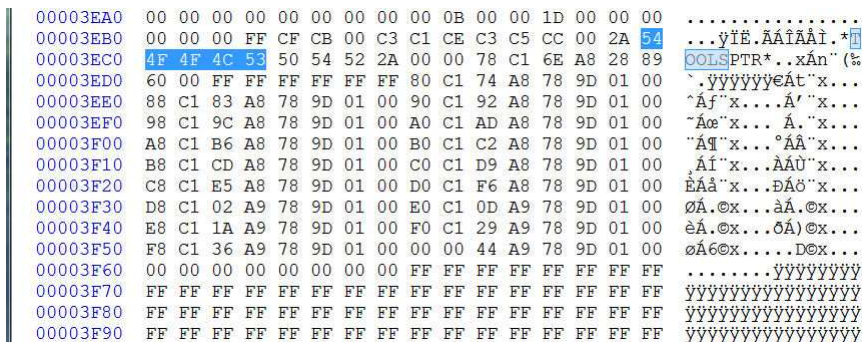 00003EA0 00 00 00 00 00 00 00 00 00 0B 00 00 1D 00 00 00 ................
00003EB0 00 00 00 FF CF CB 00 C3 C1 CE C3 C5 CC 00 2A 54 ...ÿÏË.ÃÁÎÃÅÌ.*T
00003EC0 4F 4F 4C 53 50 54 52 2A 00 00 78 C1 6E A8 28 89 OOLSPTR*..xÁn¨(‰
00003ED0 60 00 FF FF FF FF FF FF 80 C1 74 A8 78 9D 01 00 `.ÿÿÿÿÿÿ€Át¨x...
00003EE0 88 C1 83 A8 78 9D 01 00 90 C1 92 A8 78 9D 01 00 ˆÁƒ¨x....Á’¨x...
00003EF0 98 C1 9C A8 78 9D 01 00 A0 C1 AD A8 78 9D 01 00 ˜Áœ¨x... Á.¨x...
00003F00 A8 C1 B6 A8 78 9D 01 00 B0 C1 C2 A8 78 9D 01 00 ¨Á¶¨x...°ÁÂ¨x...
00003F10 B8 C1 CD A8 78 9D 01 00 C0 C1 D9 A8 78 9D 01 00 ¸ÁÍ¨x...ÀÁÙ¨x...
00003F20 C8 C1 E5 A8 78 9D 01 00 D0 C1 F6 A8 78 9D 01 00 ÈÁå¨x...ÐÁö¨x...
00003F30 D8 C1 02 A9 78 9D 01 00 E0 C1 0D A9 78 9D 01 00 ØÁ.©x...àÁ.©x...
00003F40 E8 C1 1A A9 78 9D 01 00 F0 C1 29 A9 78 9D 01 00 èÁ.©x...ðÁ)©x...
00003F50 F8 C1 36 A9 78 9D 01 00 00 00 44 A9 78 9D 01 00 øÁ6©x.....D©x...
00003F60 00 00 00 00 00 00 00 00 FF FF FF FF FF FF FF FF ........ÿÿÿÿÿÿÿÿ
00003F70 FF FF FF FF FF FF FF FF FF FF FF FF FF FF FF FF ÿÿÿÿÿÿÿÿÿÿÿÿÿÿÿÿ
00003F80 FF FF FF FF FF FF FF FF FF FF FF FF FF FF FF FF ÿÿÿÿÿÿÿÿÿÿÿÿÿÿÿÿ
00003F90 FF FF FF FF FF FF FF FF FF FF FF FF FF FF FF FF ÿÿÿÿÿÿÿÿÿÿÿÿÿÿÿÿ